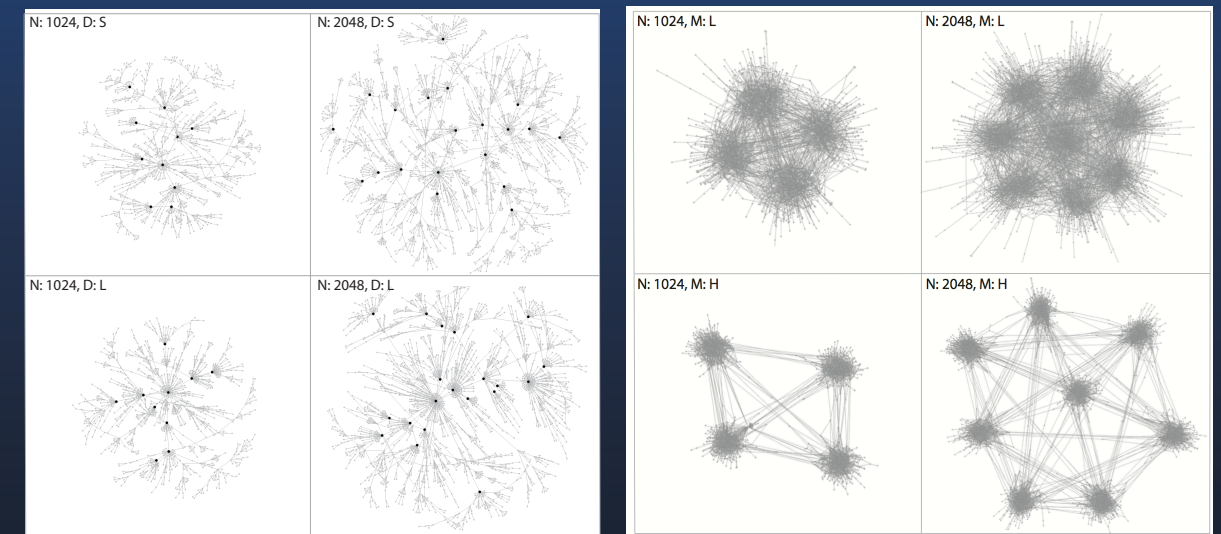 N: 1024, D: S
N: 2048, D: S
N: 1024, D: L
N: 2048, D: L
N: 1024, M: L
N: 2048, M: L
N: 1024, M: H
N: 2048, M: H